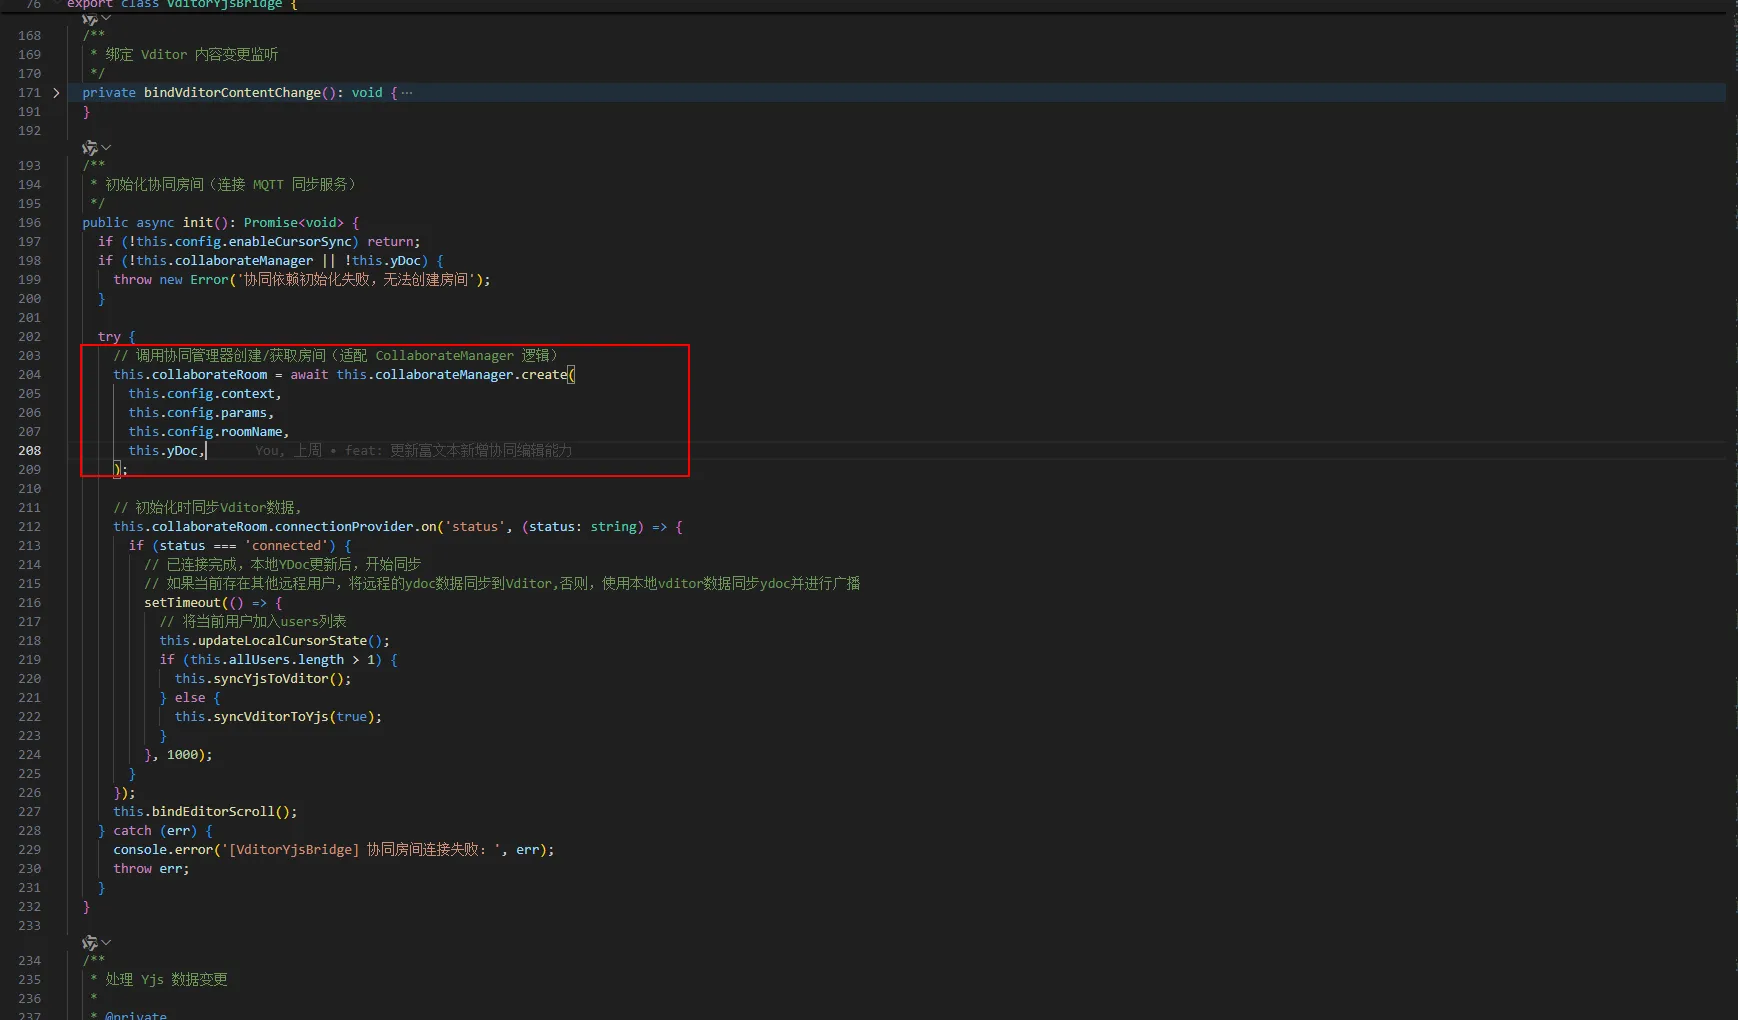 76 export class VditorYjsBridge {
168 /**
169 * 绑定 Vditor 内容变更监听
170 */
171 private bindVditorContentChange(): void { ···
191 }
192
193 /**
194 * 初始化协同房间（连接 MQTT 同步服务）
195 */
196 public async init(): Promise<void> {
197 if (!this.config.enableCursorSync) return;
198 if (!this.collaborateManager || !this.yDoc) {
199 throw new Error('协同依赖初始化失败，无法创建房间');
200 }
201
202 try {
203 // 调用协同管理器创建/获取房间（适配 CollaborateManager 逻辑）
204 this.collaborateRoom = await this.collaborateManager.create(
205 this.config.context,
206 this.config.params,
207 this.config.roomName,
208 this.yDoc, You, 上周 • feat: 更新富文本新增协同编辑能力
209 );
210
211 // 初始化时同步Vditor数据,
212 this.collaborateRoom.connectionProvider.on('status', (status: string) => {
213 if (status === 'connected') {
214 // 已连接完成，本地YDoc更新后，开始同步
215 // 如果当前存在其他远程用户，将远程的ydoc数据同步到Vditor,否则，使用本地vditor数据同步ydoc并进行广播
216 setTimeout(() => {
217 // 将当前用户加入users列表
218 this.updateLocalCursorState();
219 if (this.allUsers.length > 1) {
220 this.syncYjsToVditor();
221 } else {
222 this.syncVditorToYjs(true);
223 }
224 }, 1000);
225 }
226 });
227 this.bindEditorScroll();
228 } catch (err) {
229 console.error('[VditorYjsBridge] 协同房间连接失败：', err);
230 throw err;
231 }
232 }
233
234 /**
235 * 处理 Yjs 数据变更
236 *
237 * @private